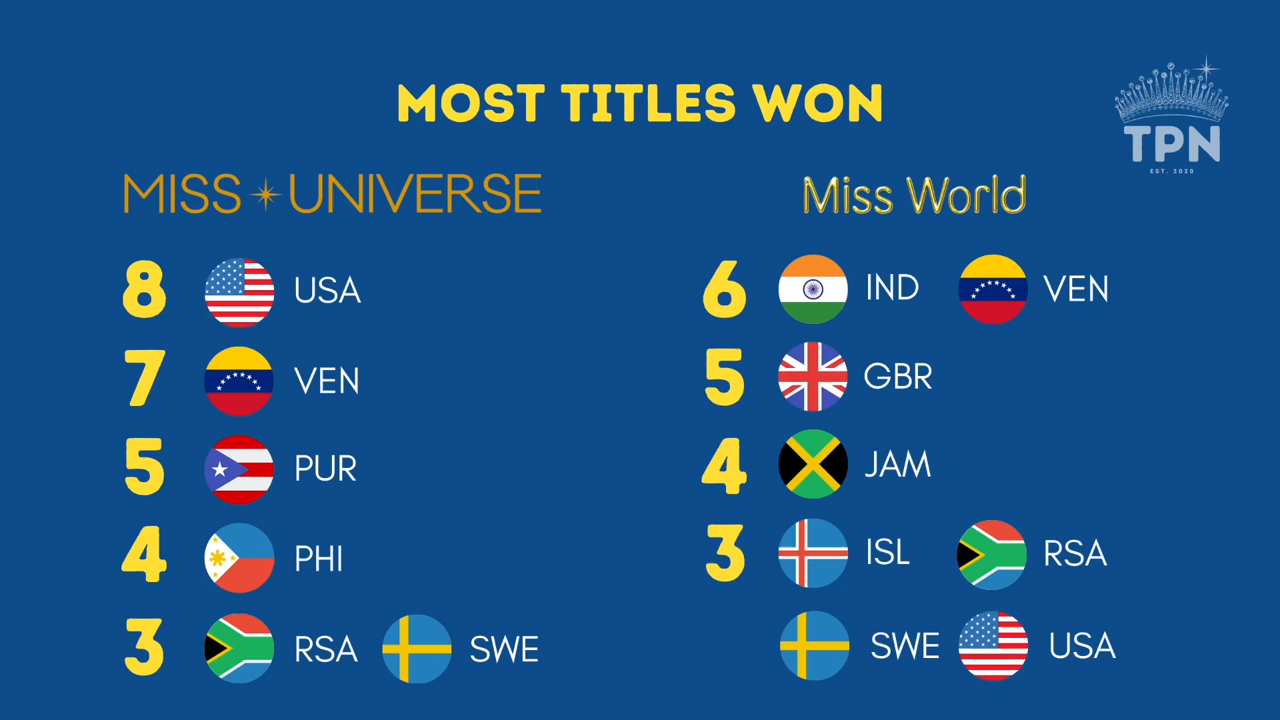 MOST TITLES WON
TPN
EST. 2020
MISS UNIVERSE
8 USA
7 VEN
5 PUR
4 PHI
3 RSA SWE
Miss World
6 IND VEN
5 GBR
4 JAM
3 ISL RSA
SWE USA